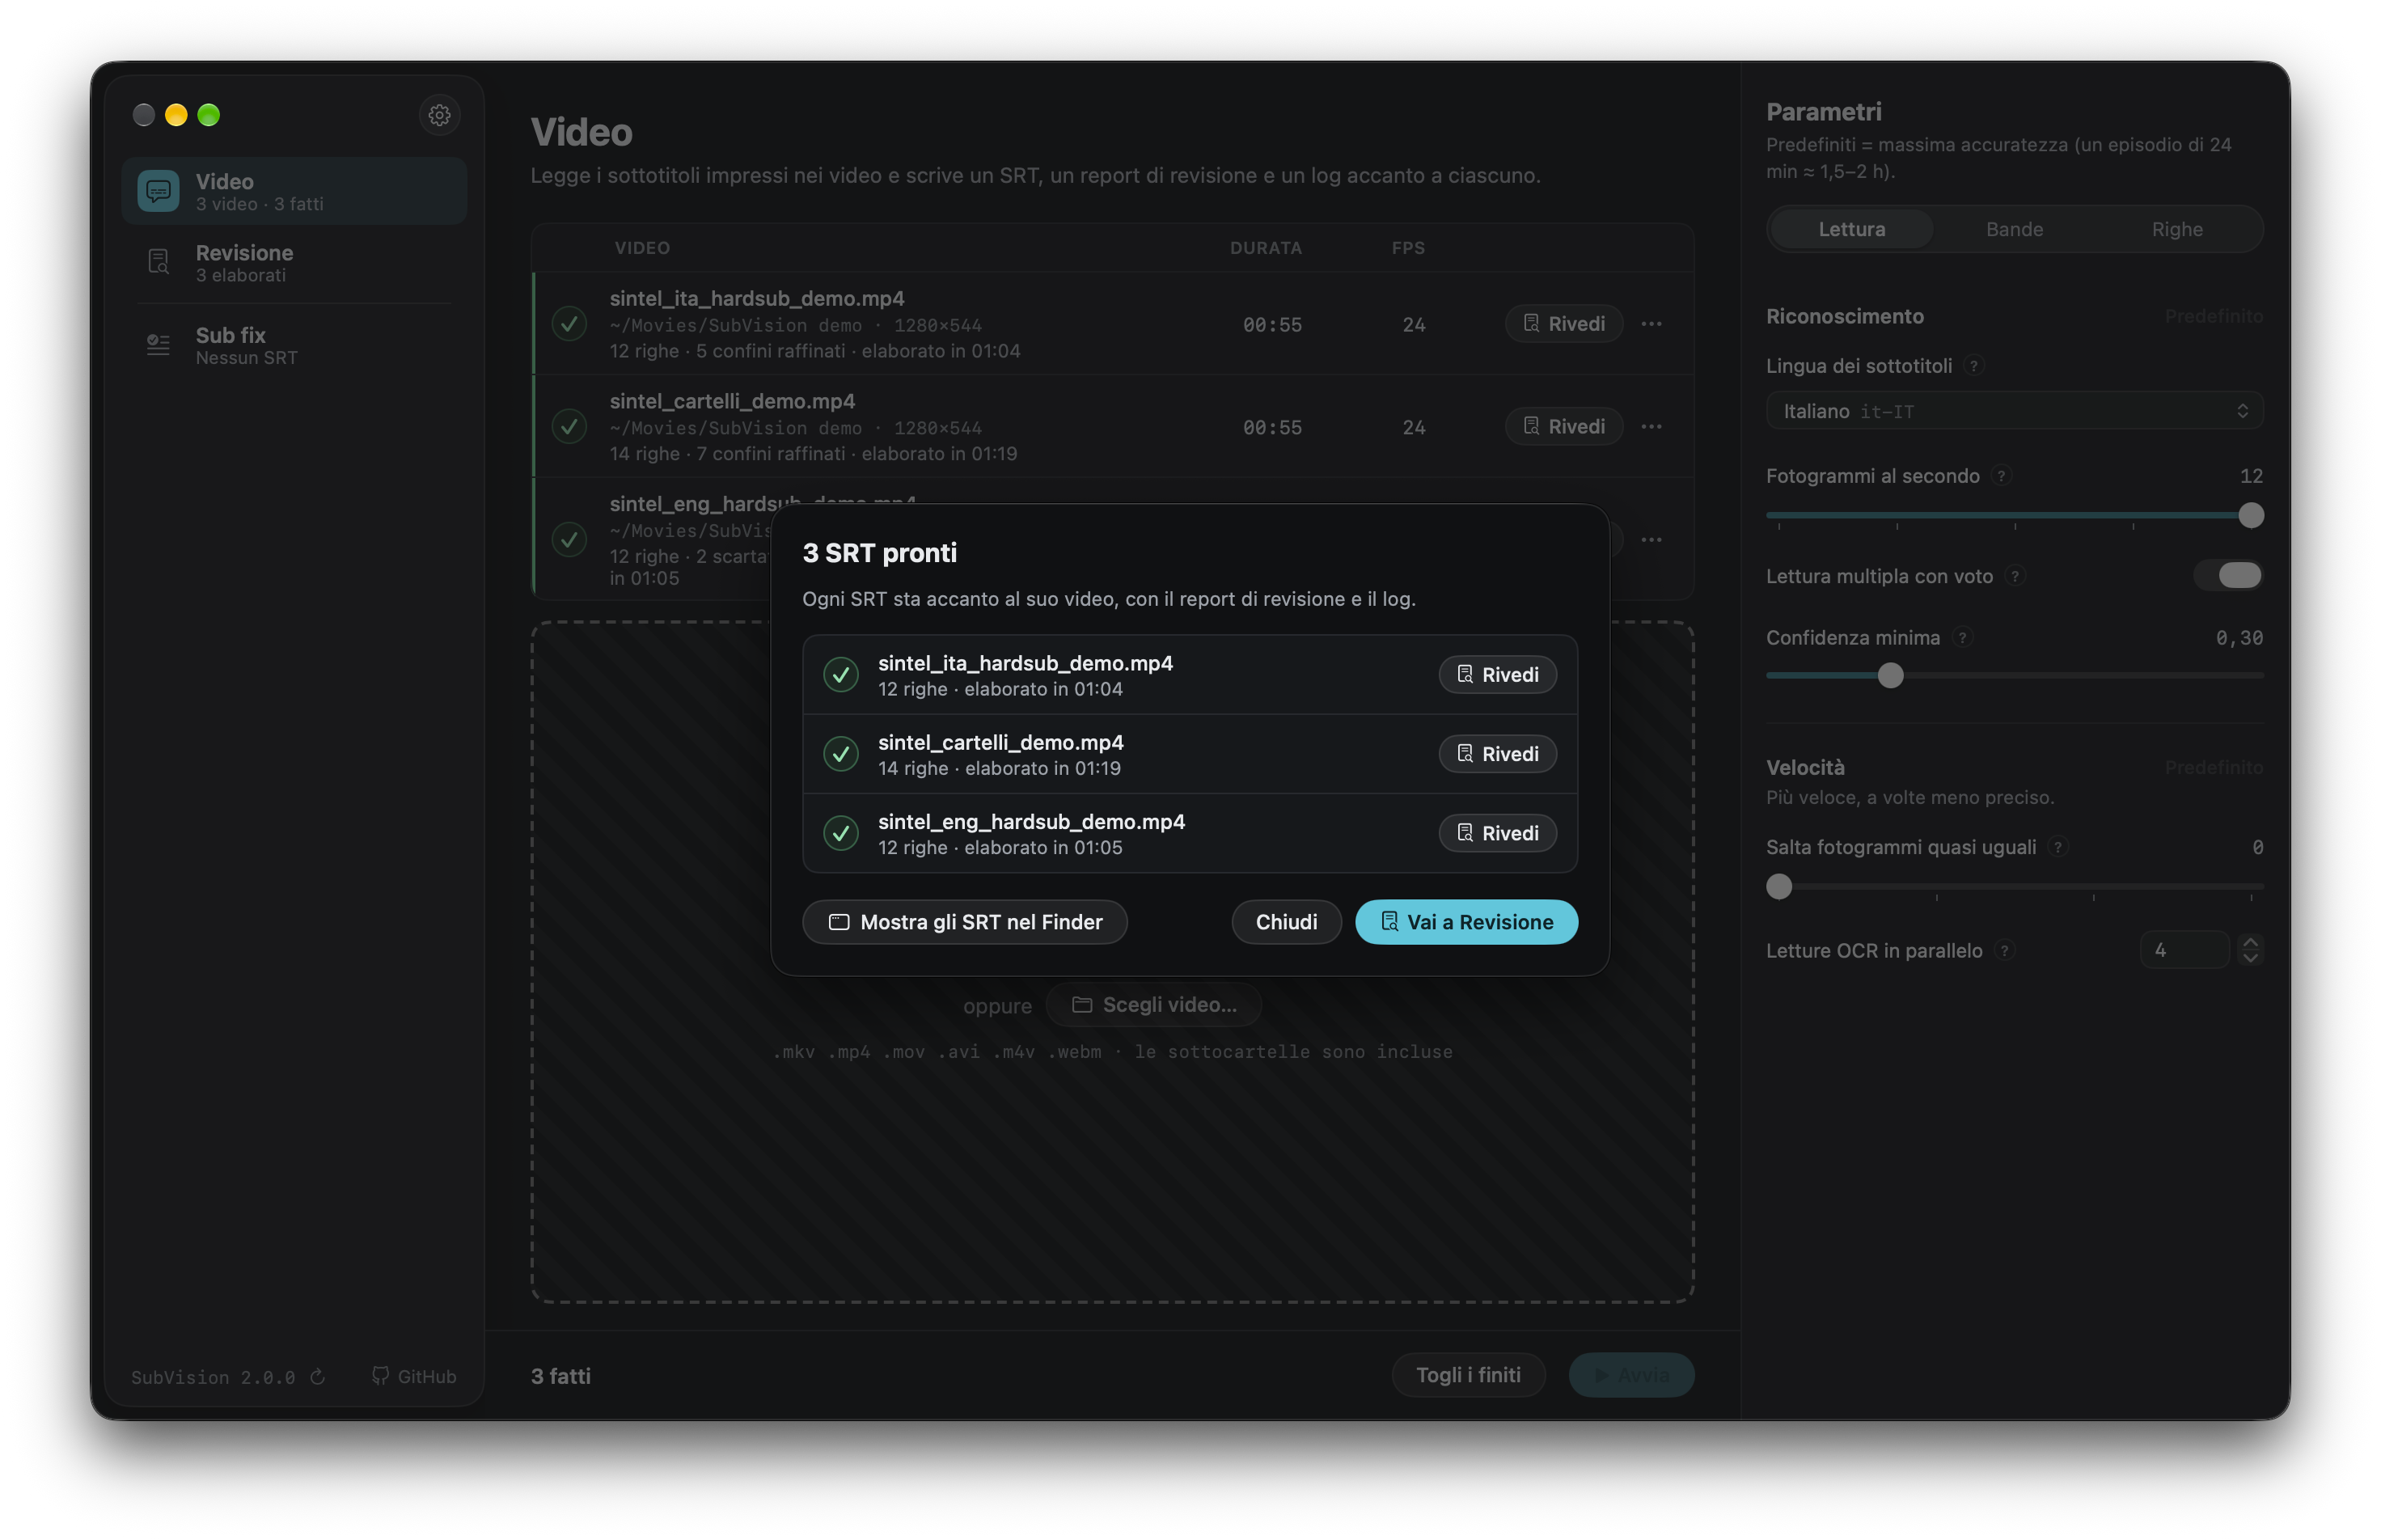 Video
3 video · 3 fatti
Revisione
3 elaborati
Sub fix
Nessun SRT
SubVision 2.0.0
GitHub
Video
Legge i sottotitoli impressi nei video e scrive un SRT, un report di revisione e un log accanto a ciascuno.
VIDEO DURATA FPS
sintel_ita_hardsub_demo.mp4
~/Movies/SubVision demo · 1280×544
12 righe · 5 confini raffinati · elaborato in 01:04
00:55 24 Rivedi
sintel_cartelli_demo.mp4
~/Movies/SubVision demo · 1280×544
14 righe · 7 confini raffinati · elaborato in 01:19
00:55 24 Rivedi
sintel_eng_hardsub_demo.mp4
~/Movies/SubVis
12 righe · 2 scarta
in 01:05
3 SRT pronti
Ogni SRT sta accanto al suo video, con il report di revisione e il log.
sintel_ita_hardsub_demo.mp4
12 righe · elaborato in 01:04
Rivedi
sintel_cartelli_demo.mp4
14 righe · elaborato in 01:19
Rivedi
sintel_eng_hardsub_demo.mp4
12 righe · elaborato in 01:05
Rivedi
Mostra gli SRT nel Finder
Chiudi
Vai a Revisione
oppure Scegli video...
.mkv .mp4 .mov .avi .m4v .webm · le sottocartelle sono incluse
3 fatti
Togli i finiti
Avvia
Parametri
Predefiniti = massima accuratezza (un episodio di 24
min ≈ 1,5–2 h).
Lettura Bande Righe
Riconoscimento Predefinito
Lingua dei sottotitoli ?
Italiano it-IT
Fotogrammi al secondo ? 12
Lettura multipla con voto ?
Confidenza minima ? 0,30
Velocità Predefinito
Più veloce, a volte meno preciso.
Salta fotogrammi quasi uguali ? 0
Letture OCR in parallelo ? 4